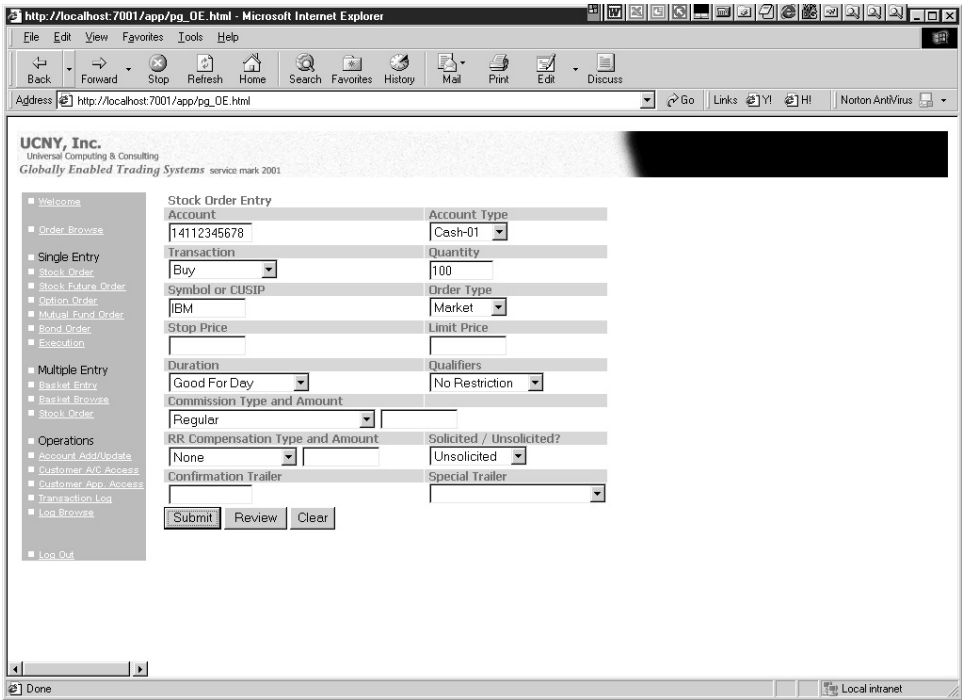 http://localhost:7001/app/pg_OE.html - Microsoft Internet Explorer
File Edit View Favorites Tools Help
Back Forward Stop Refresh Home Search Favorites History Mail Print Edit Discuss
Address http://localhost:7001/app/pg_OE.html Go Links Y! H! Norton AntiVirus
UCNY, Inc.
Universal Computing & Consulting
Globally Enabled Trading Systems service mark 2001
Welcome
Order Browse
Single Entry
Stock Order
Stock Future Order
Option Order
Mutual Fund Order
Bond Order
Execution
Multiple Entry
Basket Entry
Basket Browse
Stock Order
Operations
Account Add/Update
Customer A/C Access
Customer App. Access
Transaction Log
Log Browse
Log Out
Stock Order Entry
Account Account Type
14112345678 Cash-01
Transaction Quantity
Buy 100
Symbol or CUSIP Order Type
IBM Market
Stop Price Limit Price
Duration Qualifiers
Good For Day No Restriction
Commission Type and Amount
Regular
RR Compensation Type and Amount Solicited / Unsolicited?
None Unsolicited
Confirmation Trailer Special Trailer
Submit Review Clear
Done Local intranet